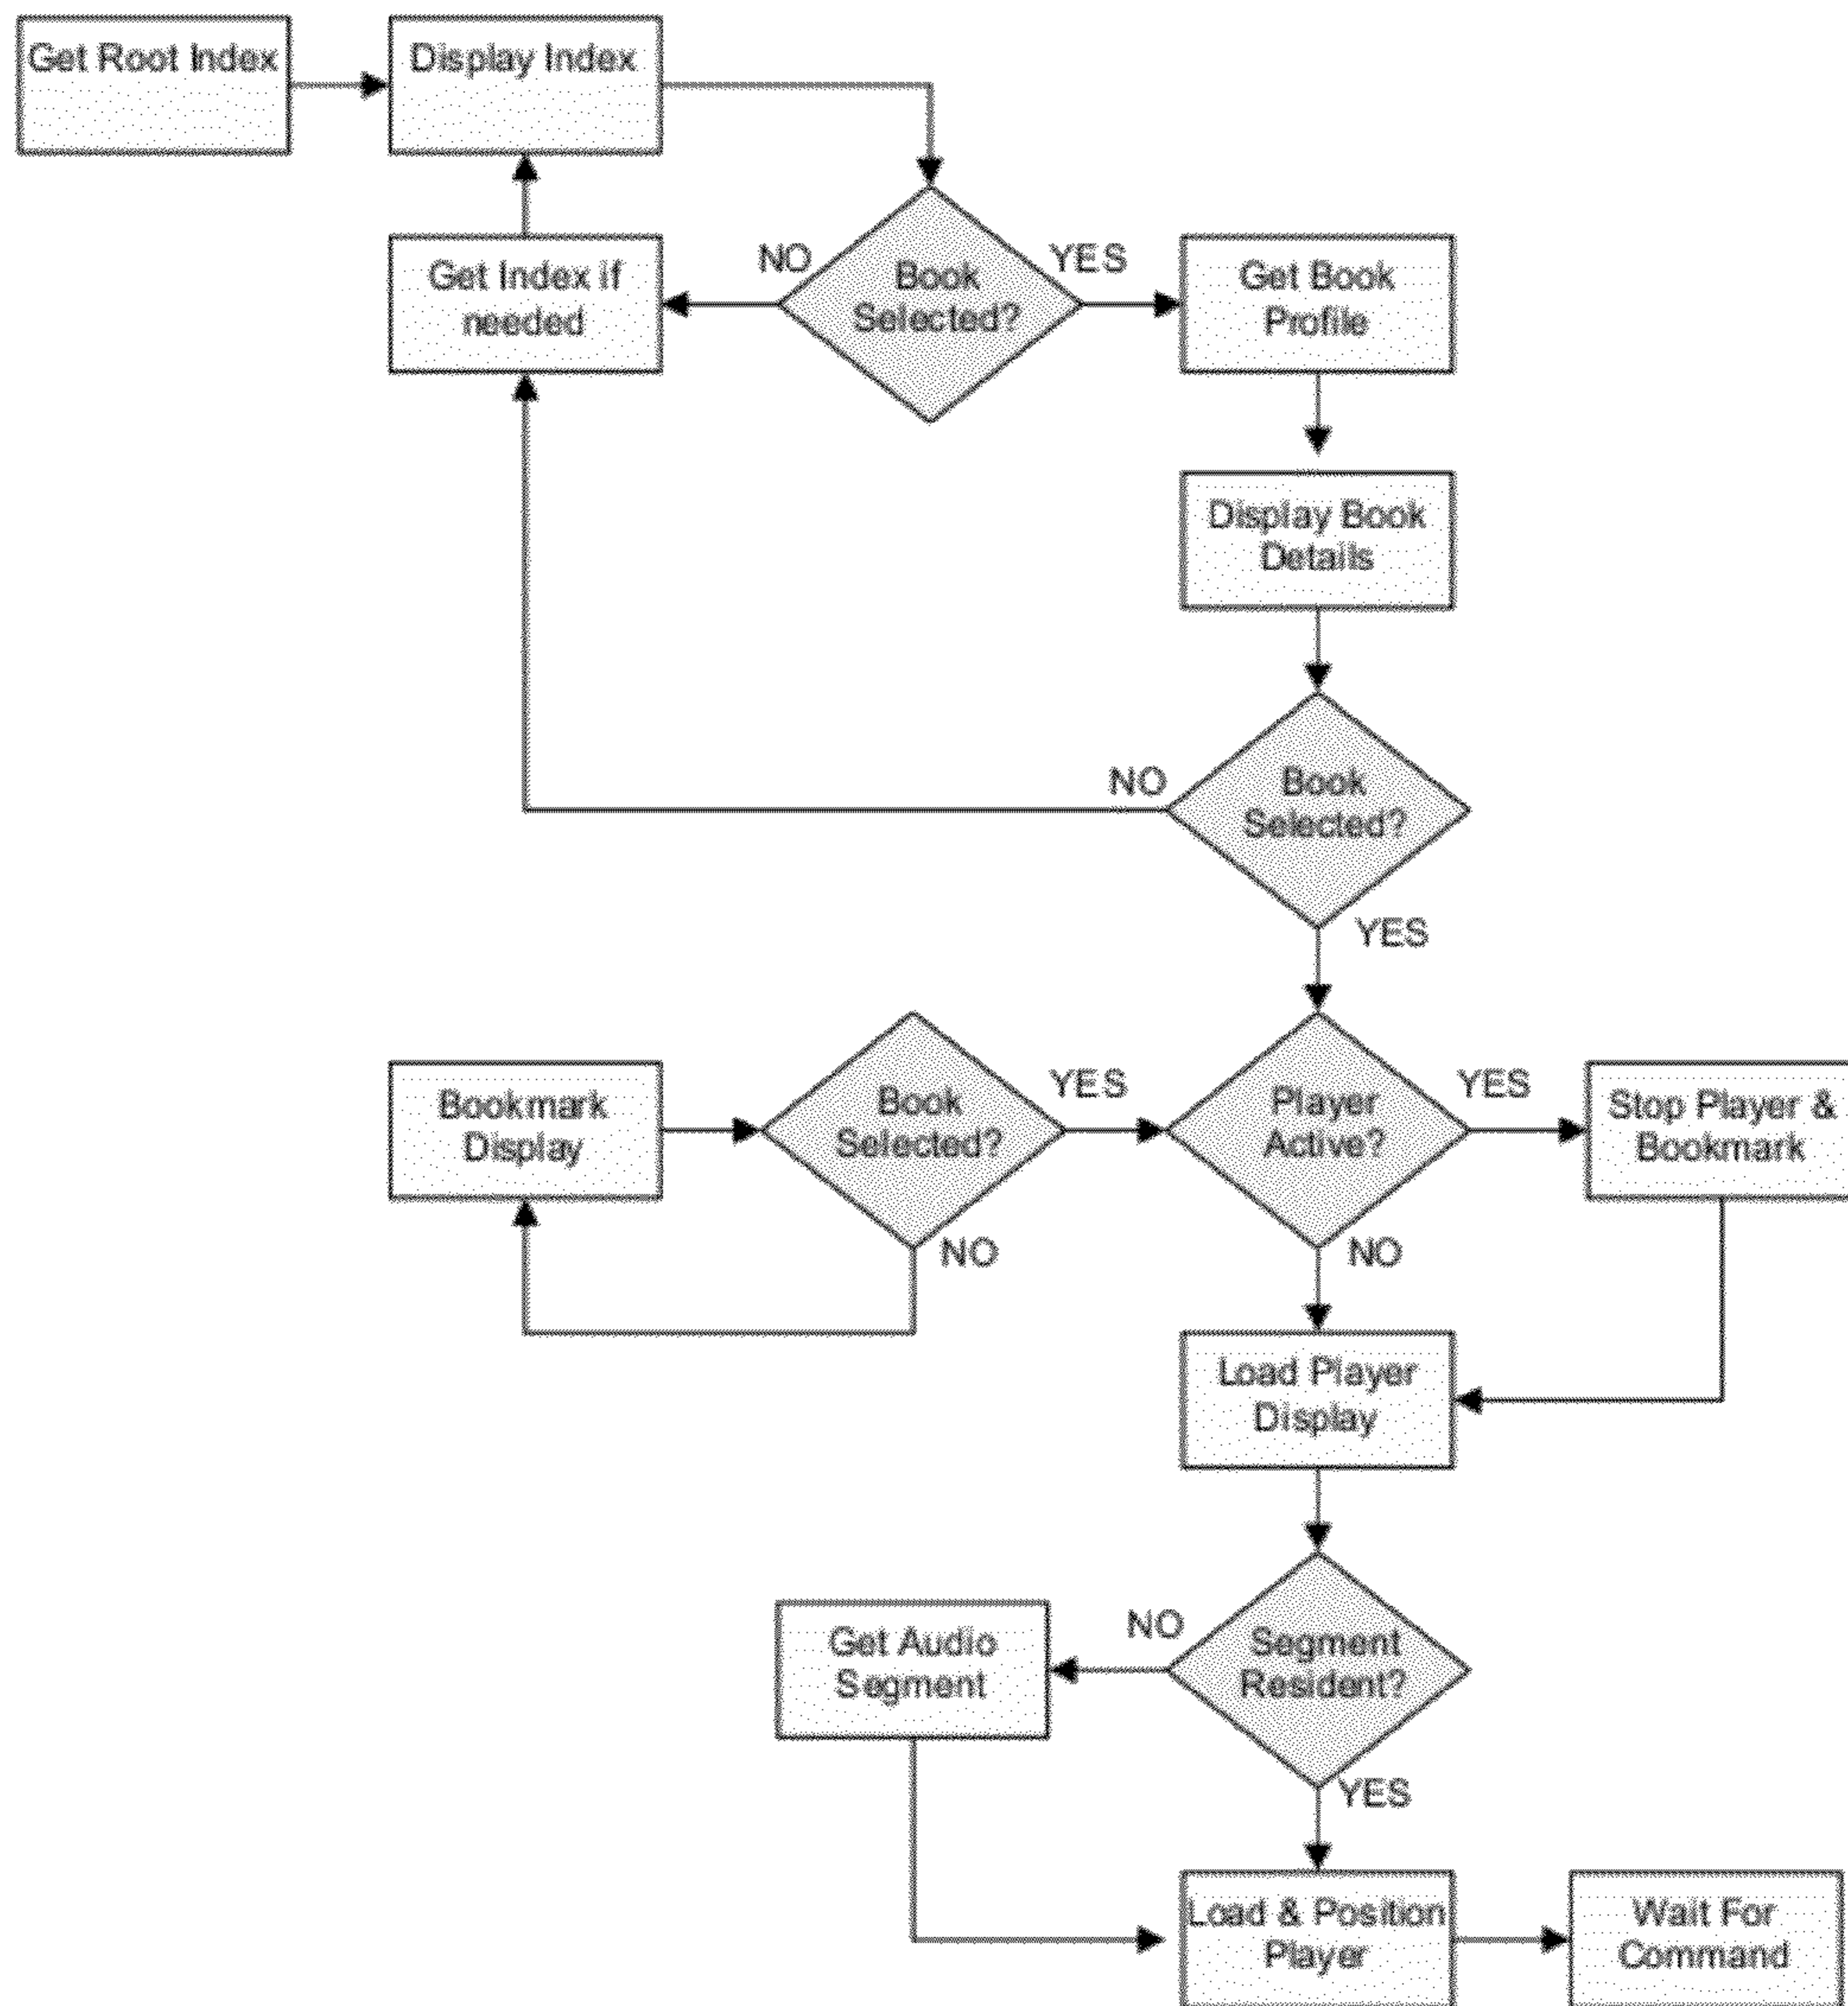 Get Root Index
Display Index
NO
YES
Get Index if
needed
Book
Selected?
Get Book
Profile
Display Book
Details
NO
Book
Selected?
YES
Bookmark
Display
Book
Selected?
YES
NO
Player
Active?
YES
NO
Stop Player &
Bookmark
Load Player
Display
Get Audio
Segment
NO
Segment
Resident?
YES
Load & Position
Player
Wait For
Command